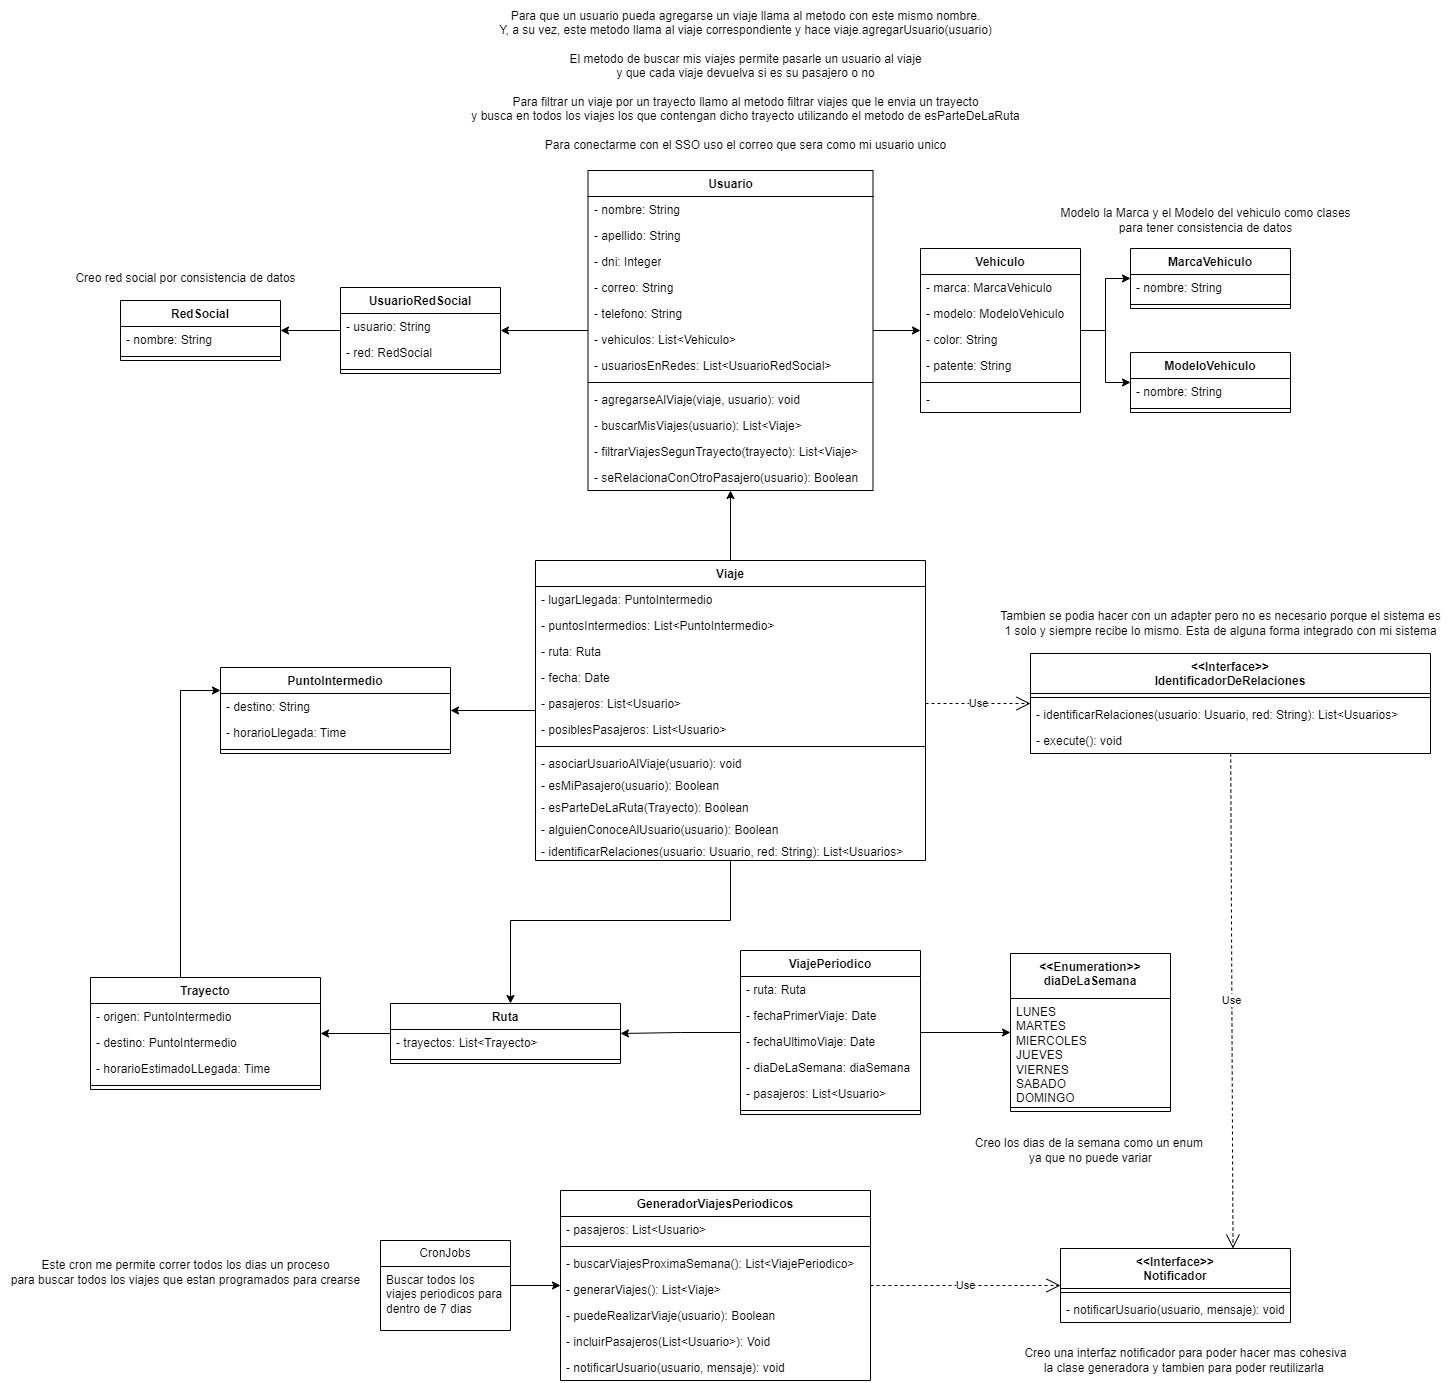 Para que un usuario pueda agregarse un viaje llama al metodo con este mismo nombre.
Y, a su vez, este metodo llama al viaje correspondiente y hace viaje.agregarUsuario(usuario)
El metodo de buscar mis viajes permite pasarle un usuario al viaje
y que cada viaje devuelva si es su pasajero o no
Para filtrar un viaje por un trayecto llamo al metodo filtrar viajes que le envia un trayecto
y busca en todos los viajes los que contengan dicho trayecto utilizando el metodo de esParteDeLaRuta
Para conectarme con el SSO uso el correo que sera como mi usuario unico
Usuario
- nombre: String
- apellido: String
- dni: Integer
- correo: String
- telefono: String
- vehiculos: List<Vehiculo>
- usuariosEnRedes: List<UsuarioRedSocial>
- agregarseAlViaje(viaje, usuario): void
- buscarMisViajes(usuario): List<Viaje>
- filtrarViajesSegunTrayecto(trayecto): List<Viaje>
- seRelacionaConOtroPasajero(usuario): Boolean
Creo red social por consistencia de datos
RedSocial
- nombre: String
UsuarioRedSocial
- usuario: String
- red: RedSocial
Vehiculo
- marca: MarcaVehiculo
- modelo: ModeloVehiculo
- color: String
- patente: String
-
Modelo la Marca y el Modelo del vehiculo como clases
para tener consistencia de datos
MarcaVehiculo
- nombre: String
ModeloVehiculo
- nombre: String
Viaje
- lugarLlegada: PuntoIntermedio
- puntosIntermedios: List<PuntoIntermedio>
- ruta: Ruta
- fecha: Date
- pasajeros: List<Usuario>
- posiblesPasajeros: List<Usuario>
- asociarUsuarioAlViaje(usuario): void
- esMiPasajero(usuario): Boolean
- esParteDeLaRuta(Trayecto): Boolean
- alguienConoceAlUsuario(usuario): Boolean
- identificarRelaciones(usuario: Usuario, red: String): List<Usuarios>
PuntoIntermedio
- destino: String
- horarioLlegada: Time
Use
Tambien se podia hacer con un adapter pero no es necesario porque el sistema es
1 solo y siempre recibe lo mismo. Esta de alguna forma integrado con mi sistema
<<Interface>>
IdentificadorDeRelaciones
- identificarRelaciones(usuario: Usuario, red: String): List<Usuarios>
- execute(): void
Use
Trayecto
- origen: PuntoIntermedio
- destino: PuntoIntermedio
- horarioEstimadoLLegada: Time
Ruta
- trayectos: List<Trayecto>
ViajePeriodico
- ruta: Ruta
- fechaPrimerViaje: Date
- fechaUltimoViaje: Date
- diaDeLaSemana: diaSemana
- pasajeros: List<Usuario>
<<Enumeration>>
diaDeLaSemana
LUNES
MARTES
MIERCOLES
JUEVES
VIERNES
SABADO
DOMINGO
Creo los dias de la semana como un enum
ya que no puede variar
Este cron me permite correr todos los dias un proceso
para buscar todos los viajes que estan programados para crearse
CronJobs
Buscar todos los
viajes periodicos para
dentro de 7 dias
GeneradorViajesPeriodicos
- pasajeros: List<Usuario>
- buscarViajesProximaSemana(): List<ViajePeriodico>
- generarViajes(): List<Viaje>
- puedeRealizarViaje(usuario): Boolean
- incluirPasajeros(List<Usuario>): Void
- notificarUsuario(usuario, mensaje): void
Use
<<Interface>>
Notificador
- notificarUsuario(usuario, mensaje): void
Creo una interfaz notificador para poder hacer mas cohesiva
la clase generadora y tambien para poder reutilizarla